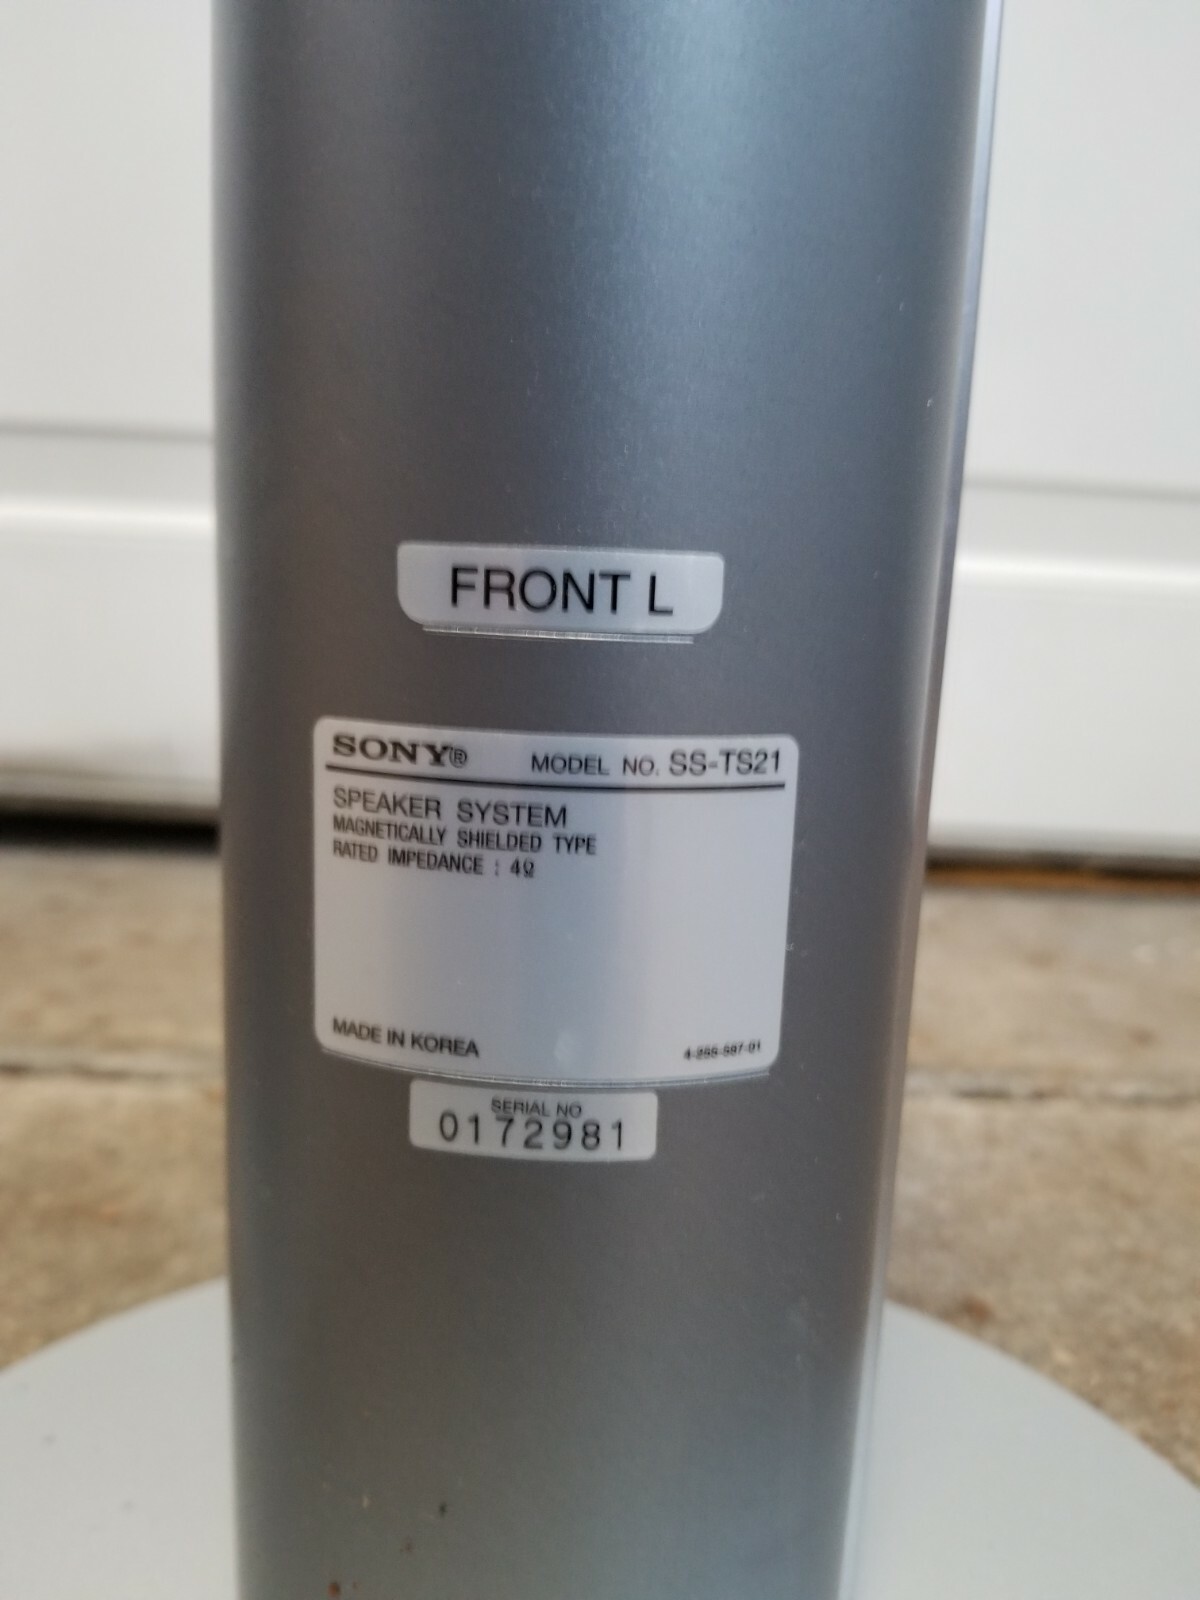 FRONT L
SONY® MODEL NO. SS-TS21
SPEAKER SYSTEM
MAGNETICALLY SHIELDED TYPE
RATED IMPEDANCE : 4Ω
MADE IN KOREA
SERIAL NO
0172981